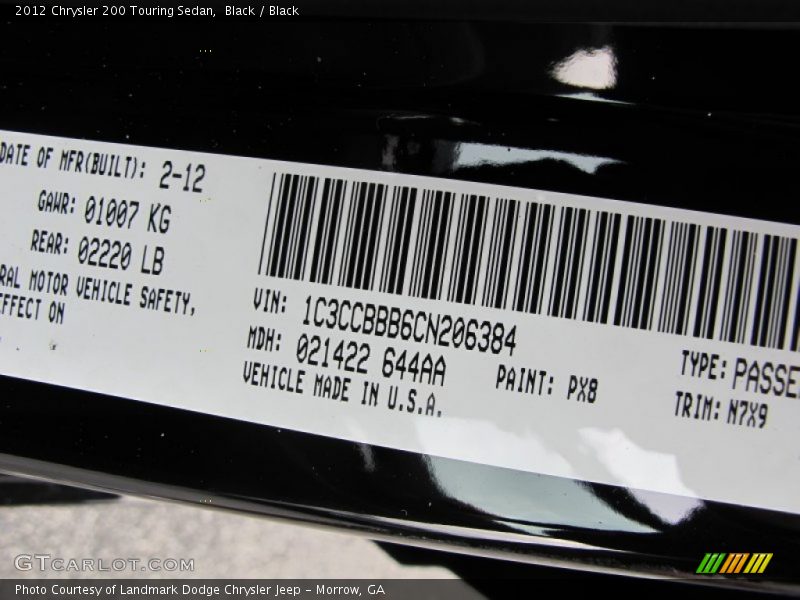 2012 Chrysler 200 Touring Sedan,  Black / Black
DATE OF MFR(BUILT): 2-12
GAWR: 01007 KG
REAR: 02220 LB
MOTOR VEHICLE SAFETY,
EFFECT ON
VIN: 1C3CCBBB6CN206384
MDH: 021422 644AA
VEHICLE MADE IN U.S.A.
PAINT: PX8
TYPE: PASSE
TRIM: N7X9
GTCARLOT.COM
Photo Courtesy of Landmark Dodge Chrysler Jeep – Morrow, GA